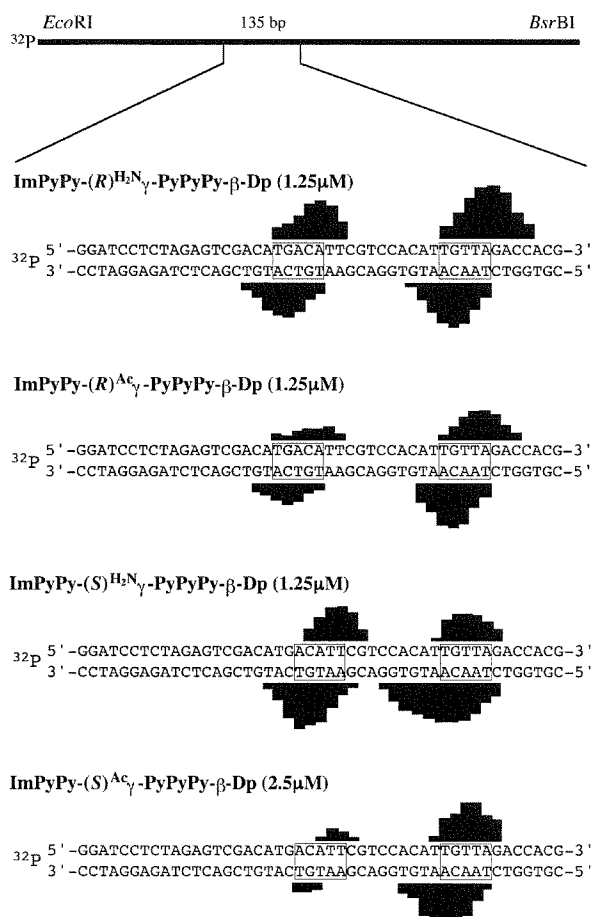 EcoRI 135 bp BsrBI
³²P
ImPyPy-(R)^H₂Nγ-PyPyPy-β-Dp (1.25μM)
5'-GGATCCTCTAGAGTCGACATGACATTCGTCCACATTGTTAGACCACG-3'
³²P
3'-CCTAGGAGATCTCAGCTGTACTGTAAGCAGGTGTAACAATCTGGTGC-5'
ImPyPy-(R)^Acγ-PyPyPy-β-Dp (1.25μM)
5'-GGATCCTCTAGAGTCGACATGACATTCGTCCACATTGTTAGACCACG-3'
³²P
3'-CCTAGGAGATCTCAGCTGTACTGTAAGCAGGTGTAACAATCTGGTGC-5'
ImPyPy-(S)^H₂Nγ-PyPyPy-β-Dp (1.25μM)
5'-GGATCCTCTAGAGTCGACATGACATTCGTCCACATTGTTAGACCACG-3'
³²P
3'-CCTAGGAGATCTCAGCTGTACTGTAAGCAGGTGTAACAATCTGGTGC-5'
ImPyPy-(S)^Acγ-PyPyPy-β-Dp (2.5μM)
5'-GGATCCTCTAGAGTCGACATGACATTCGTCCACATTGTTAGACCACG-3'
³²P
3'-CCTAGGAGATCTCAGCTGTACTGTAAGCAGGTGTAACAATCTGGTGC-5'